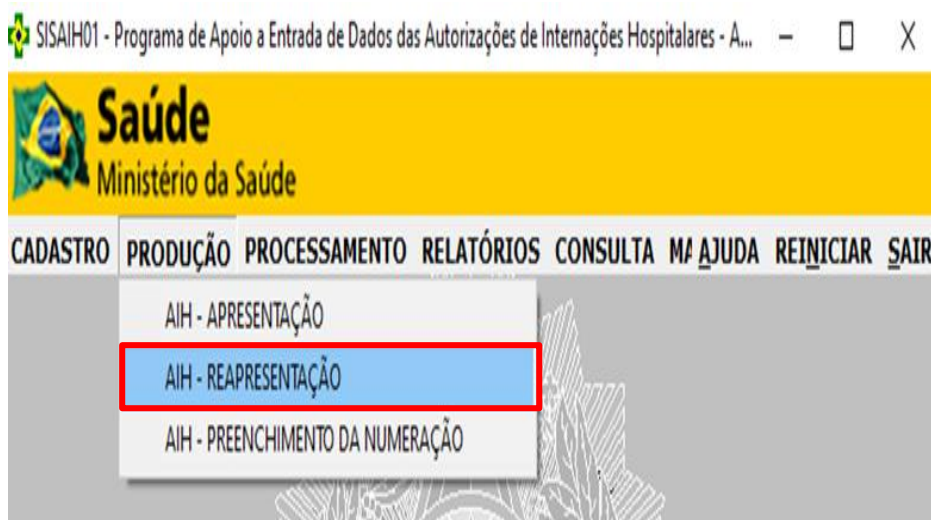 SISAIH01 - Programa de Apoio a Entrada de Dados das Autorizações de Internações Hospitalares - A...
Saúde
Ministério da Saúde
CADASTRO PRODUÇÃO PROCESSAMENTO RELATÓRIOS CONSULTA MA AJUDA REINICIAR SAIR
AIH - APRESENTAÇÃO
AIH - REAPRESENTAÇÃO
AIH - PREENCHIMENTO DA NUMERAÇÃO